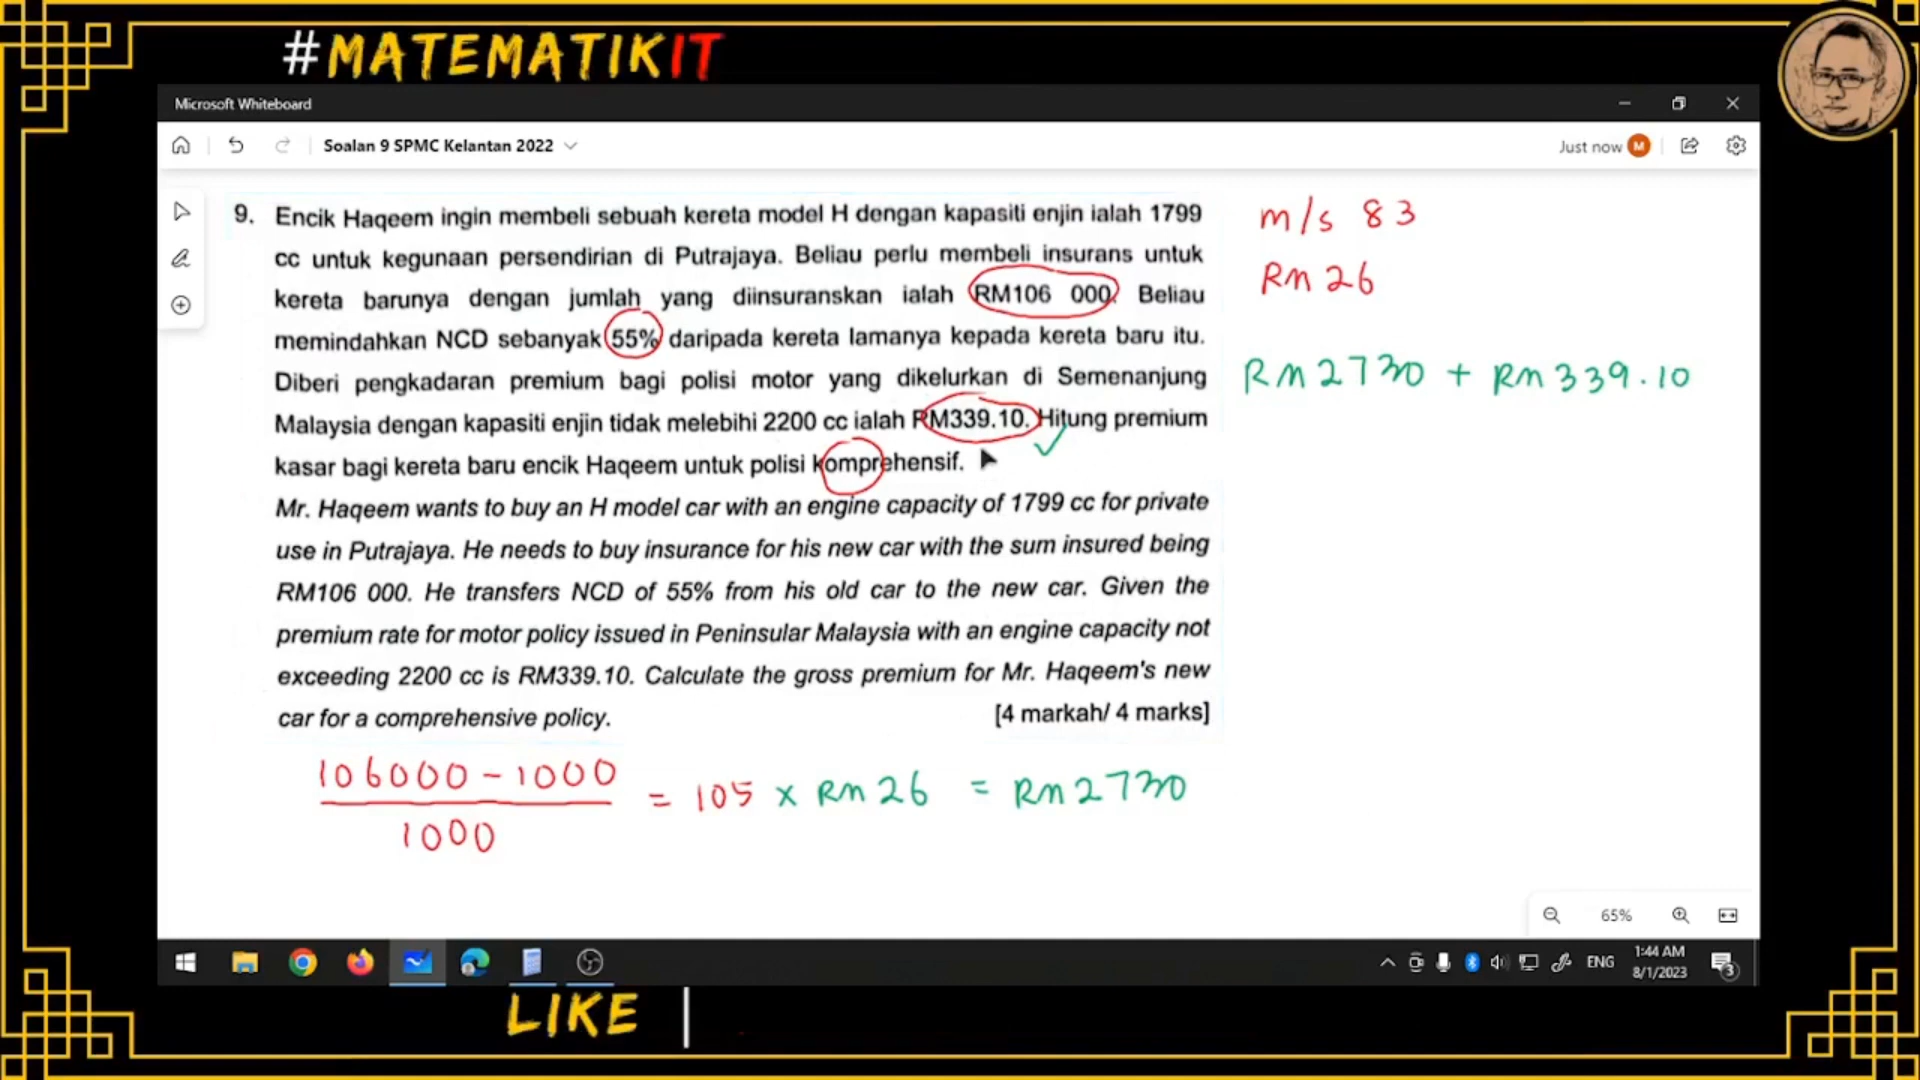 #MATEMATIKIT
Microsoft Whiteboard
Soalan 9 SPMC Kelantan 2022
Just now M
9. Encik Haqeem ingin membeli sebuah kereta model H dengan kapasiti enjin ialah 1799
cc untuk kegunaan persendirian di Putrajaya. Beliau perlu membeli insurans untuk
kereta barunya dengan jumlah yang diinsuranskan ialah RM106 000. Beliau
memindahkan NCD sebanyak 55% daripada kereta lamanya kepada kereta baru itu.
Diberi pengkadaran premium bagi polisi motor yang dikelurkan di Semenanjung
Malaysia dengan kapasiti enjin tidak melebihi 2200 cc ialah RM339.10. Hitung premium
kasar bagi kereta baru encik Haqeem untuk polisi komprehensif.
Mr. Haqeem wants to buy an H model car with an engine capacity of 1799 cc for private
use in Putrajaya. He needs to buy insurance for his new car with the sum insured being
RM106 000. He transfers NCD of 55% from his old car to the new car. Given the
premium rate for motor policy issued in Peninsular Malaysia with an engine capacity not
exceeding 2200 cc is RM339.10. Calculate the gross premium for Mr. Haqeem's new
car for a comprehensive policy.
[4 markah/ 4 marks]
m/s 83
RM 26
RM2730 + RM339.10
106000 - 1000
1000
= 105 x RM 26 = RM2730
65%
ENG
1:44 AM
8/1/2023
3
LIKE |